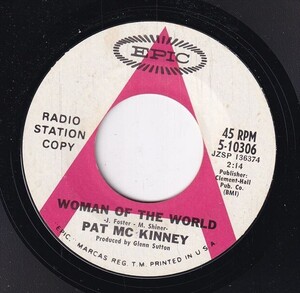 EPIC
RADIO
STATION
COPY
45 RPM
5-10306
JZSP 136374
2:14
Publisher:
Clement-Hall
Pub. Co.
(BMI)
WOMAN OF THE WORLD
-J. Foster - M. Shiner-
PAT MC KINNEY
Produced by Glenn Sutton
EPIC. MARCAS REG. T.M. PRINTED IN U.S.A.